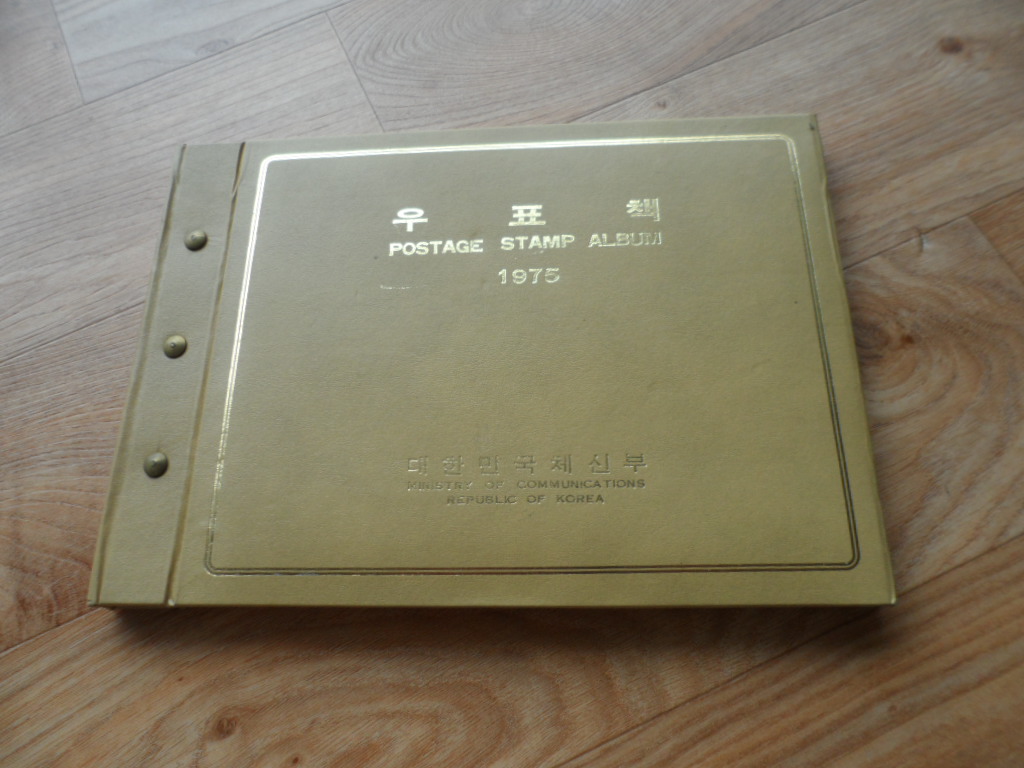 우 표 책
POSTAGE STAMP ALBUM
1975
대한민국체신부
MINISTRY OF COMMUNICATIONS
REPUBLIC OF KOREA